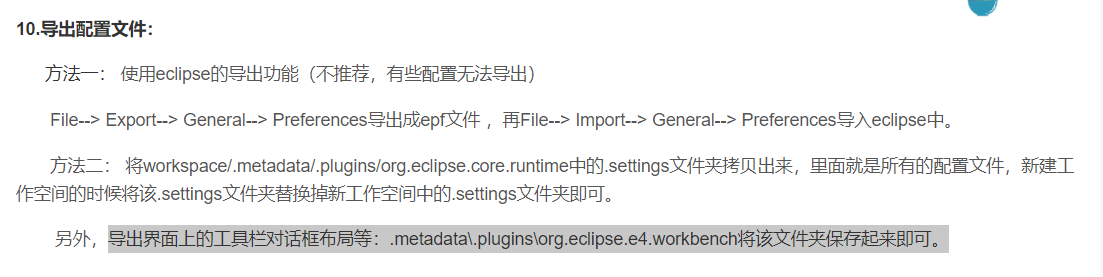 10.导出配置文件：
方法一： 使用eclipse的导出功能（不推荐，有些配置无法导出）
File--> Export--> General--> Preferences导出成epf文件 ，再File--> Import--> General--> Preferences导入eclipse中。
方法二： 将workspace/.metadata/.plugins/org.eclipse.core.runtime中的.settings文件夹拷贝出来，里面就是所有的配置文件，新建工
作空间的时候将该.settings文件夹替换掉新工作空间中的.settings文件夹即可。
另外，导出界面上的工具栏对话框布局等：.metadata\.plugins\org.eclipse.e4.workbench将该文件夹保存起来即可。